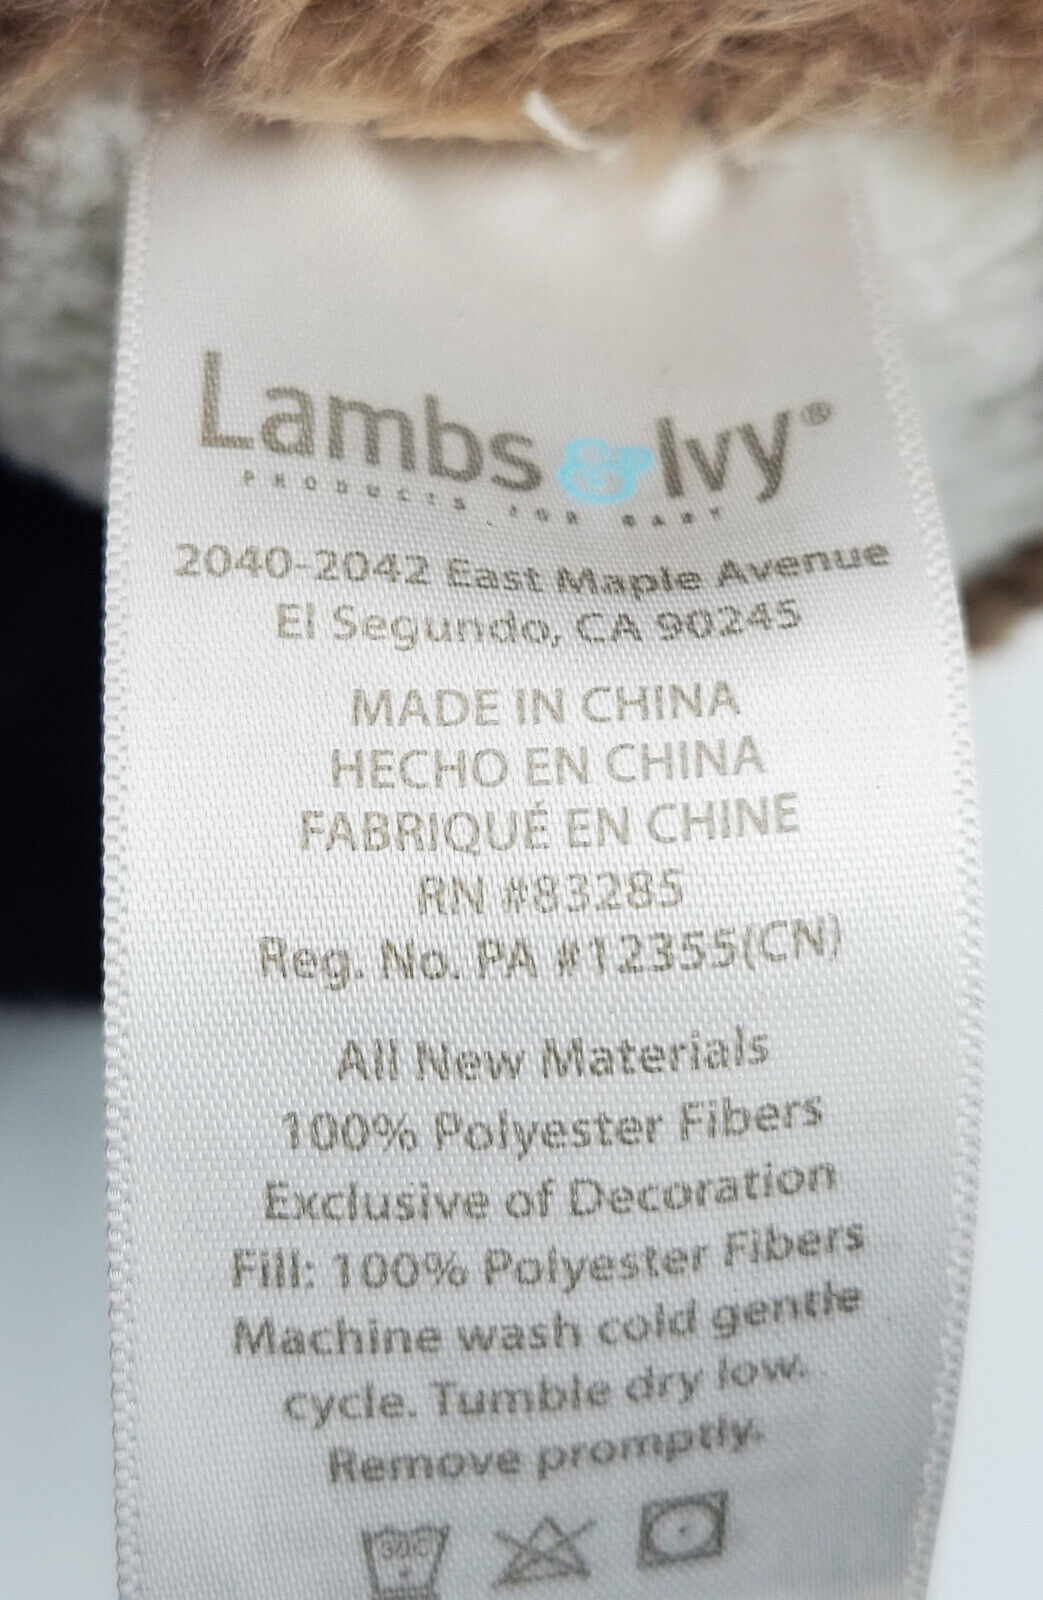 Lambs & Ivy®
PRODUCTS FOR BABY
2040-2042 East Maple Avenue
El Segundo, CA 90245
MADE IN CHINA
HECHO EN CHINA
FABRIQUÉ EN CHINE
RN #83285
Reg. No. PA #12355(CN)
All New Materials
100% Polyester Fibers
Exclusive of Decoration
Fill: 100% Polyester Fibers
Machine wash cold gentle
cycle. Tumble dry low.
Remove promptly.
30C